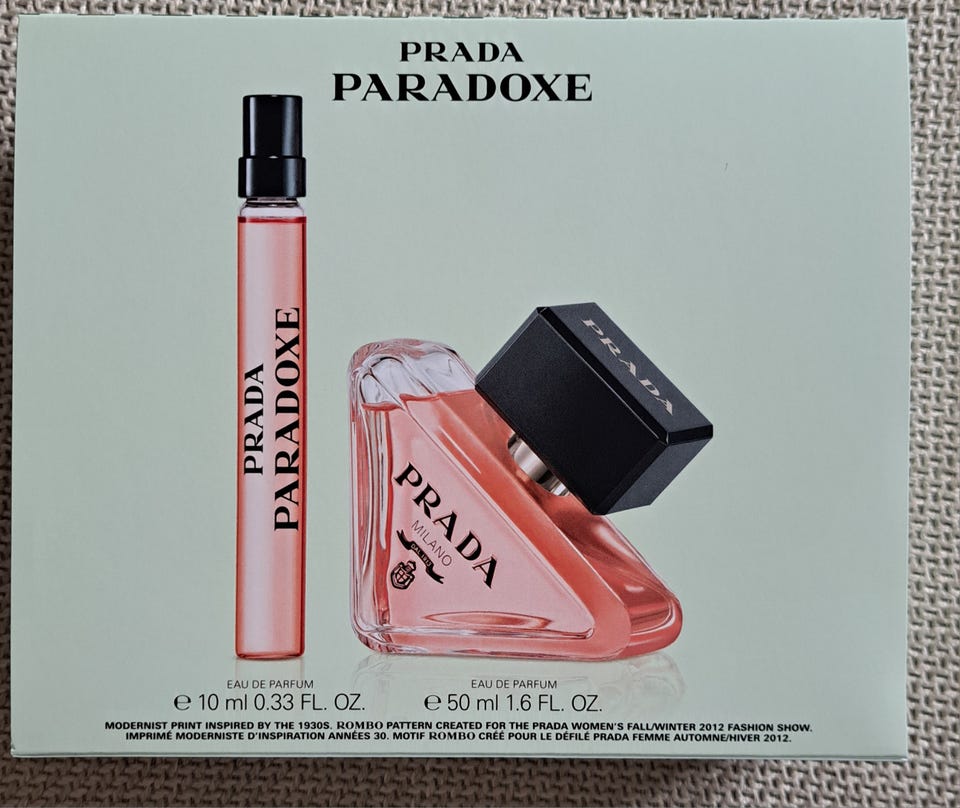 PRADA
PARADOXE
PRADA
PARADOXE
PRADA
PRADA
MILANO
EAU DE PARFUM
e 10 ml 0.33 FL. OZ.
EAU DE PARFUM
e 50 ml 1.6 FL. OZ.
MODERNIST PRINT INSPIRED BY THE 1930S. ROMBO PATTERN CREATED FOR THE PRADA WOMEN'S FALL/WINTER 2012 FASHION SHOW.
IMPRIMÉ MODERNISTE D'INSPIRATION ANNÉES 30. MOTIF ROMBO CRÉÉ POUR LE DÉFILÉ PRADA FEMME AUTOMNE/HIVER 2012.